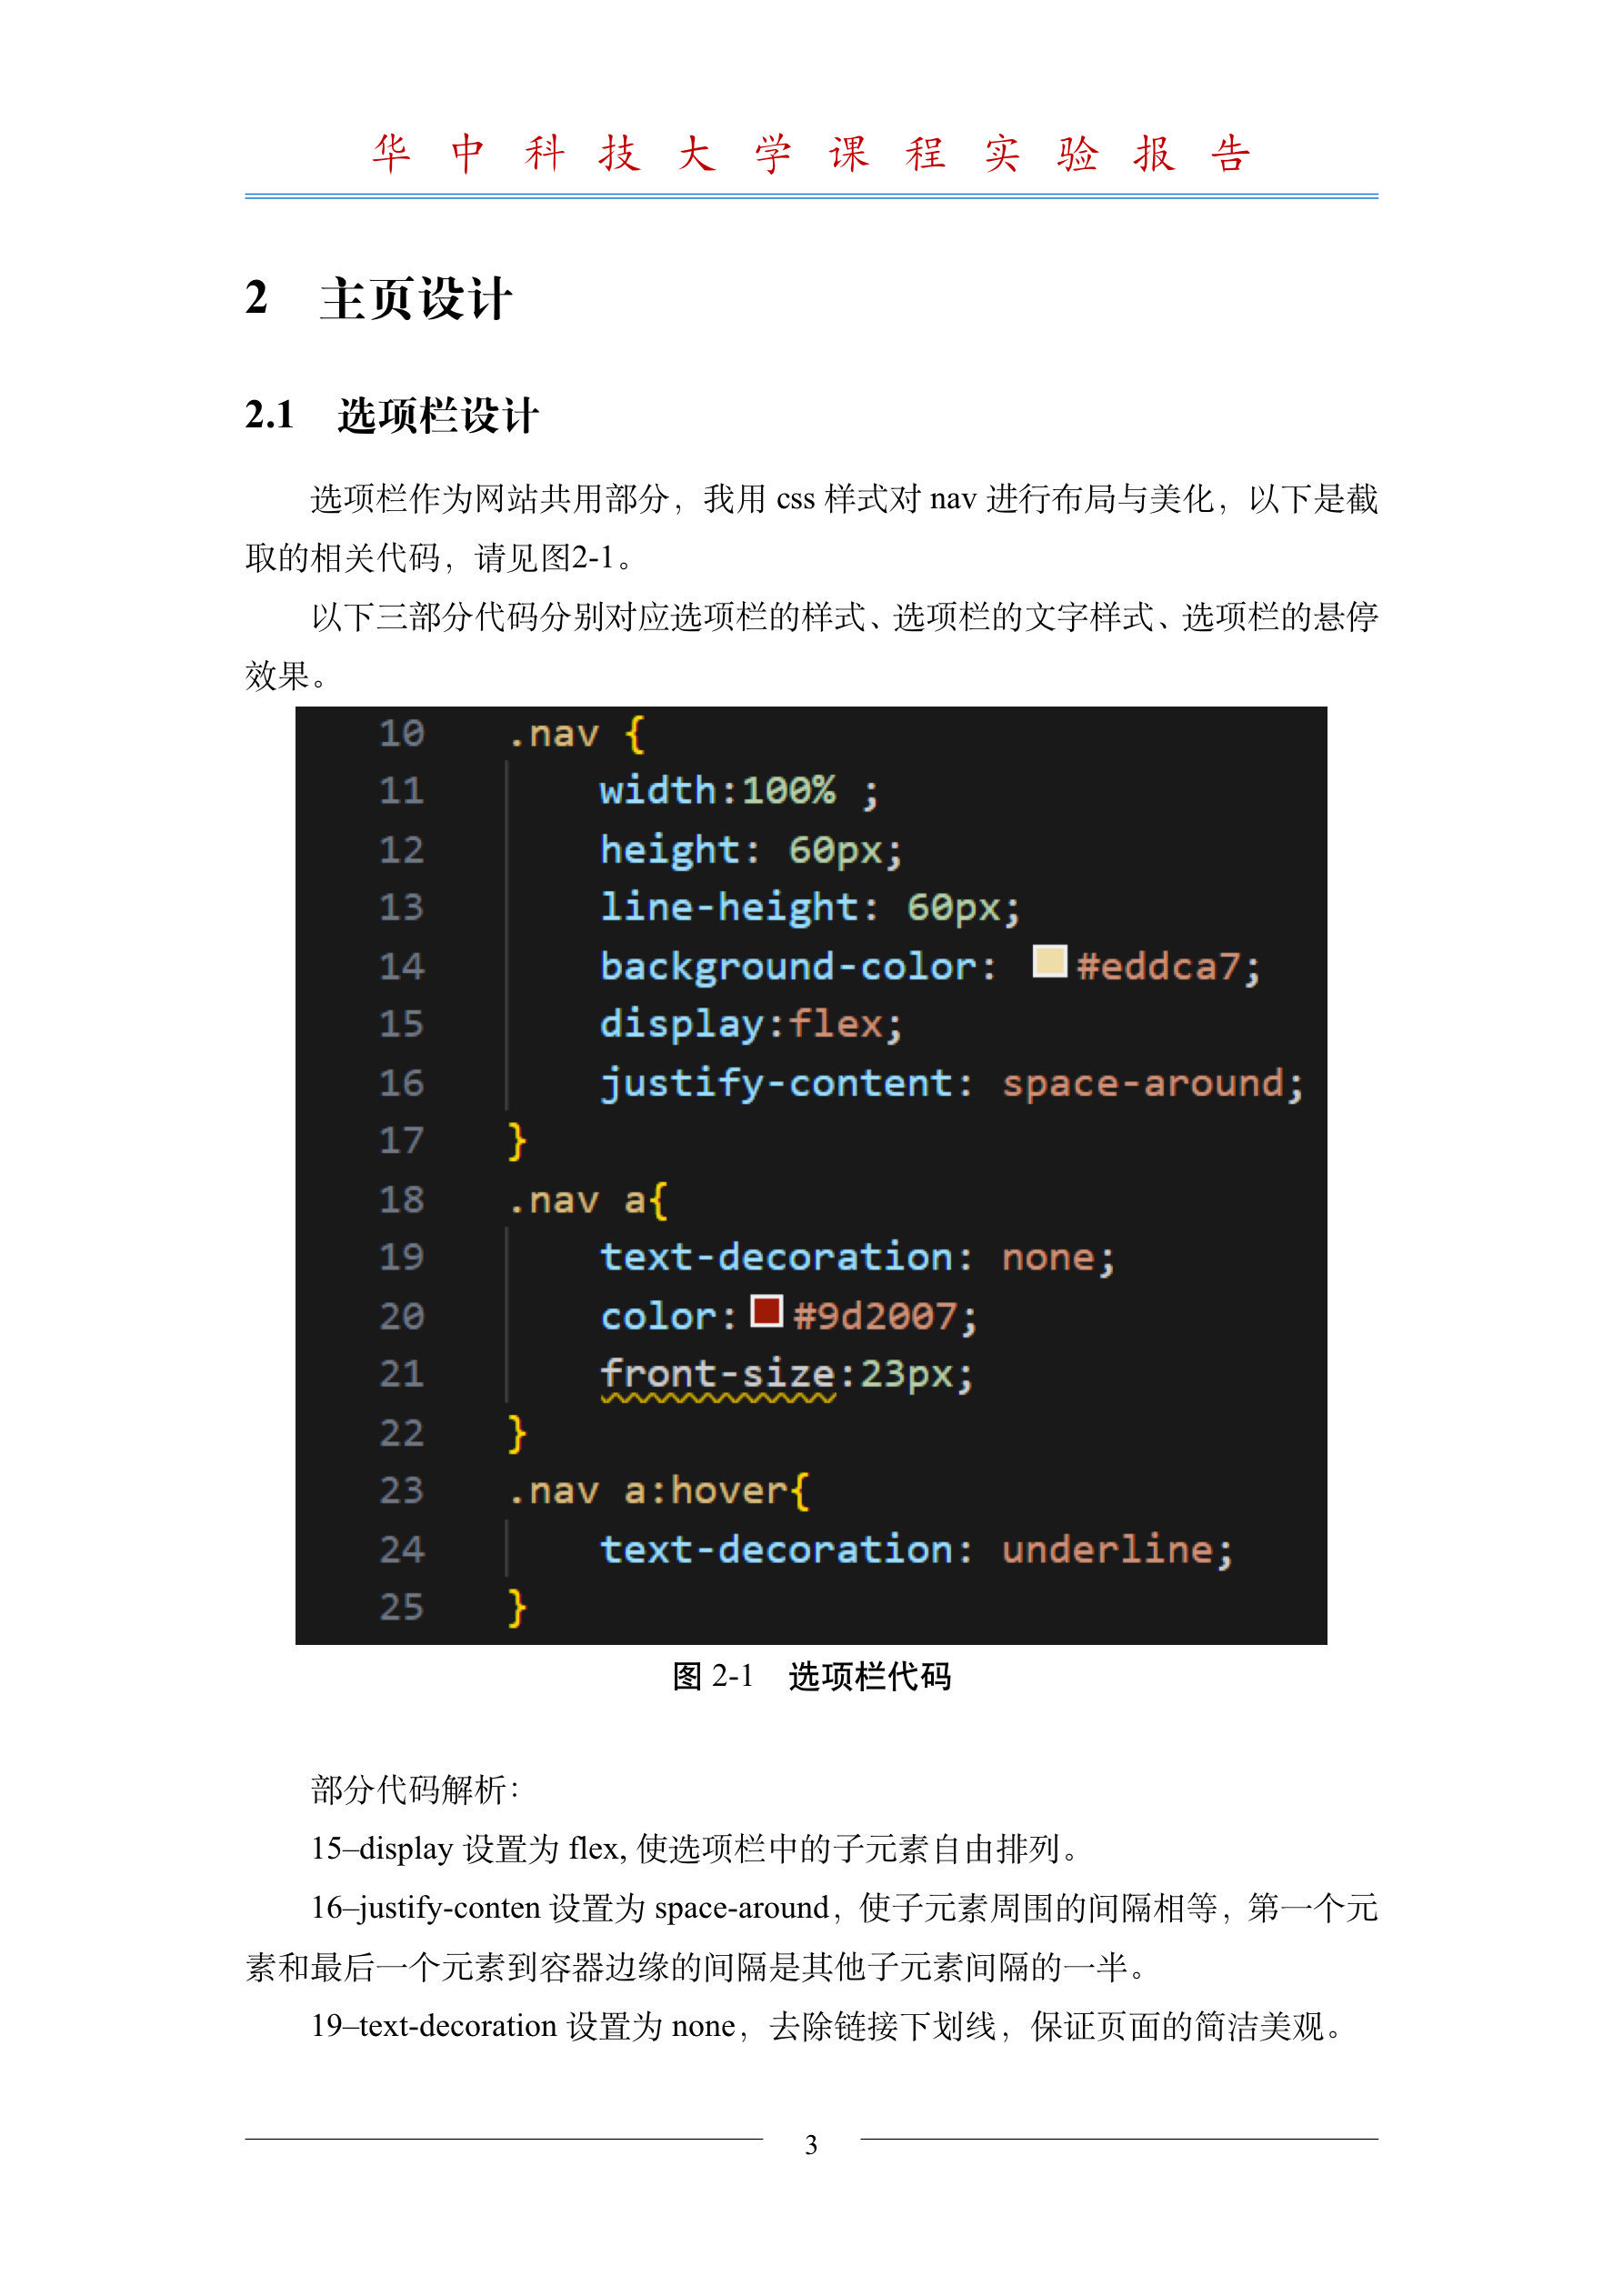 华中科技大学课程实验报告
2 主页设计
2.1 选项栏设计
选项栏作为网站共用部分，我用 css 样式对 nav 进行布局与美化，以下是截
取的相关代码，请见图2-1。
以下三部分代码分别对应选项栏的样式、选项栏的文字样式、选项栏的悬停
效果。
10 .nav {
11 width:100% ;
12 height: 60px;
13 line-height: 60px;
14 background-color: #eddca7;
15 display:flex;
16 justify-content: space-around;
17 }
18 .nav a{
19 text-decoration: none;
20 color: #9d2007;
21 front-size:23px;
22 }
23 .nav a:hover{
24 text-decoration: underline;
25 }
图 2-1 选项栏代码
部分代码解析：
15–display 设置为 flex, 使选项栏中的子元素自由排列。
16–justify-conten 设置为 space-around，使子元素周围的间隔相等，第一个元
素和最后一个元素到容器边缘的间隔是其他子元素间隔的一半。
19–text-decoration 设置为 none，去除链接下划线，保证页面的简洁美观。
3